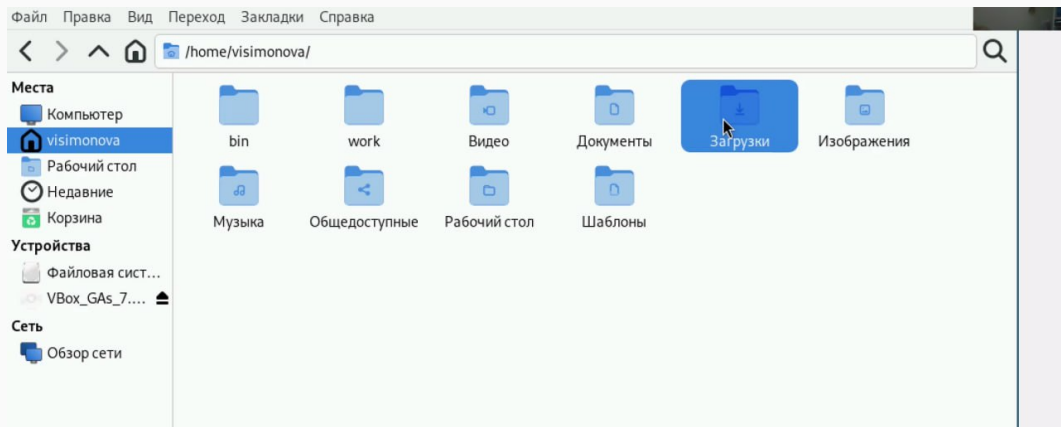 Файл Правка Вид Переход Закладки Справка
/home/visimonova/
Места
Компьютер
visimonova
Рабочий стол
Недавние
Корзина
Устройства
Файловая сист...
VBox_GAs_7....
Сеть
Обзор сети
bin work Видео Документы Загрузки Изображения
Музыка Общедоступные Рабочий стол Шаблоны